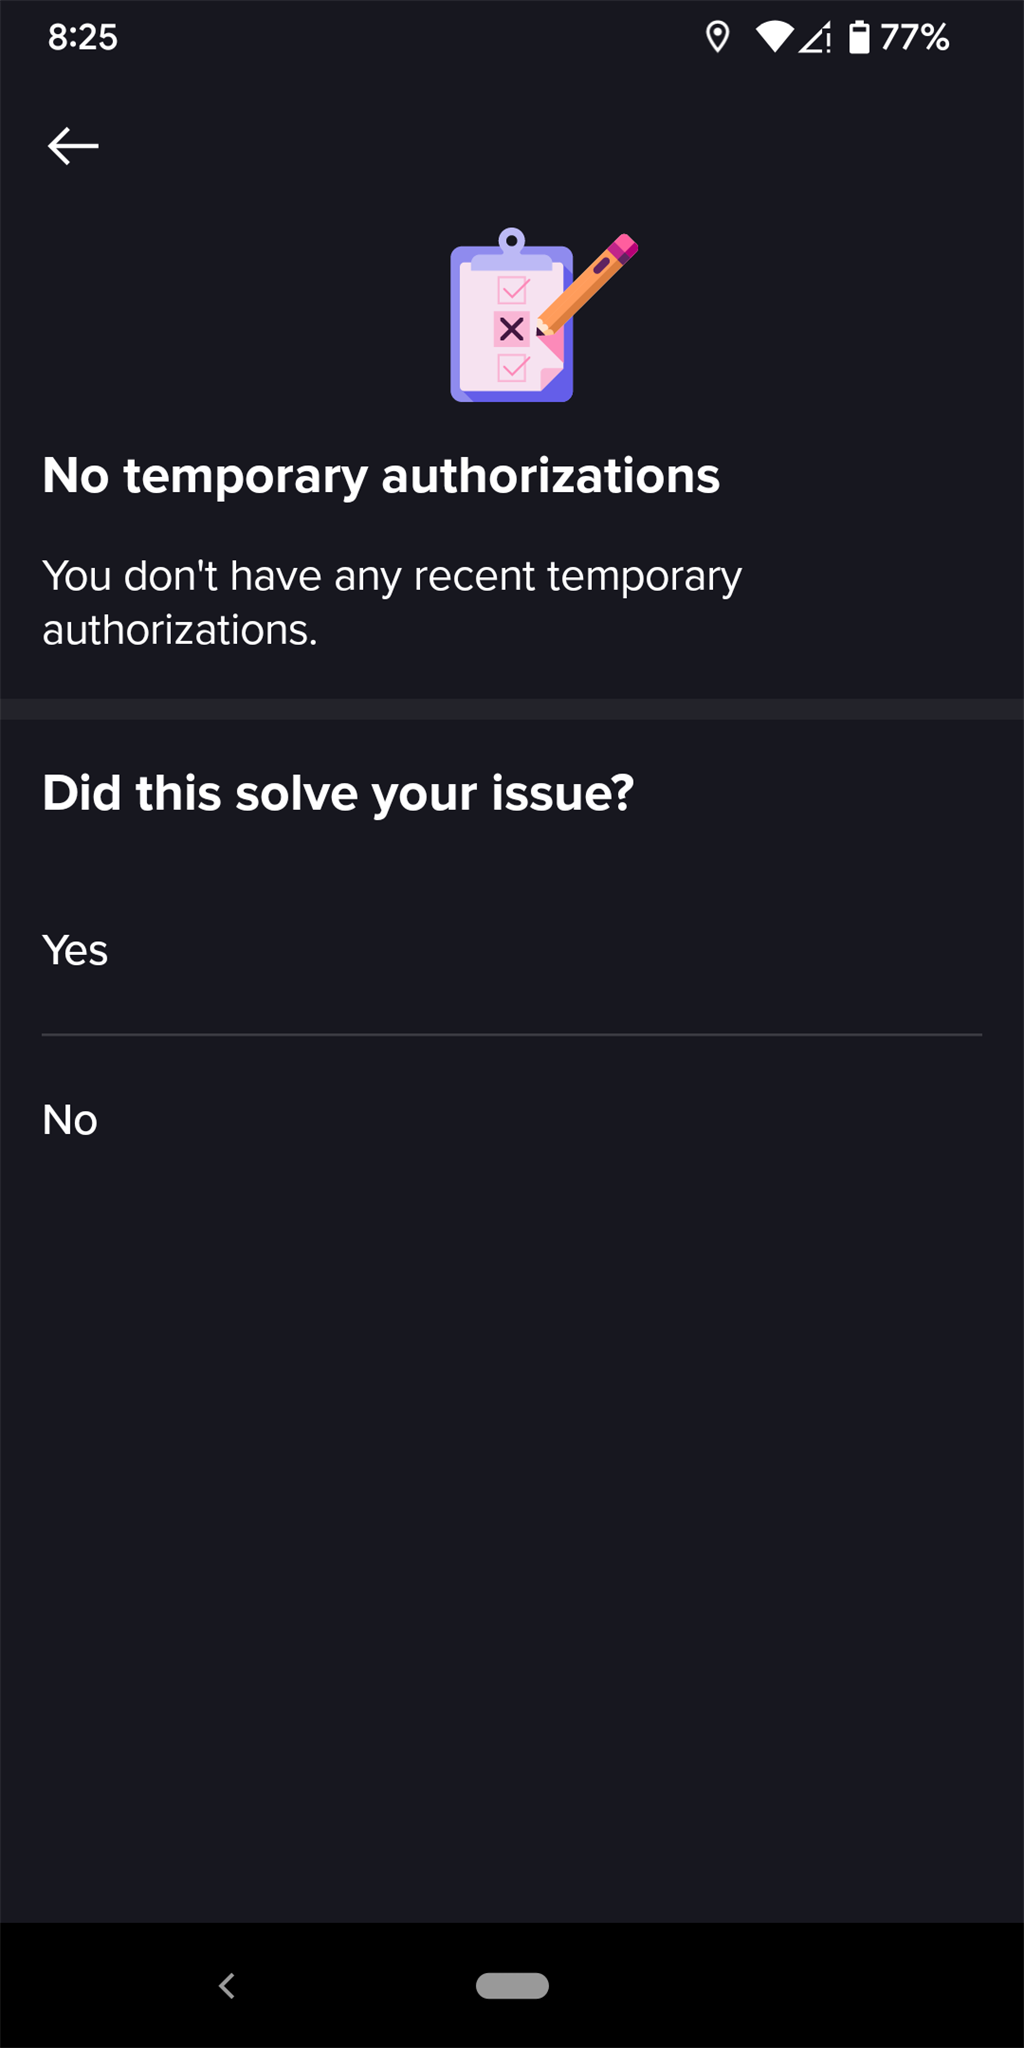 8:25
77%
No temporary authorizations
You don't have any recent temporary
authorizations.
Did this solve your issue?
Yes
No